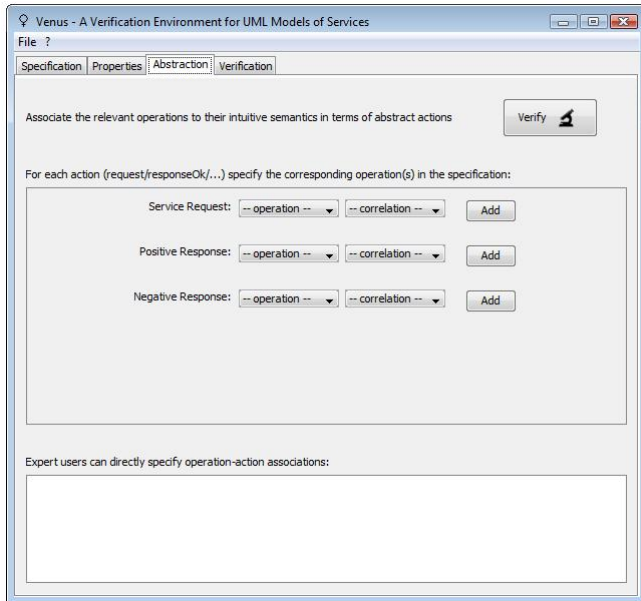 Venus - A Verification Environment for UML Models of Services
File ?
Specification Properties Abstraction Verification
Associate the relevant operations to their intuitive semantics in terms of abstract actions Verify
For each action (request/responseOk/...) specify the corresponding operation(s) in the specification:
Service Request: -- operation -- -- correlation -- Add
Positive Response: -- operation -- -- correlation -- Add
Negative Response: -- operation -- -- correlation -- Add
Expert users can directly specify operation-action associations: